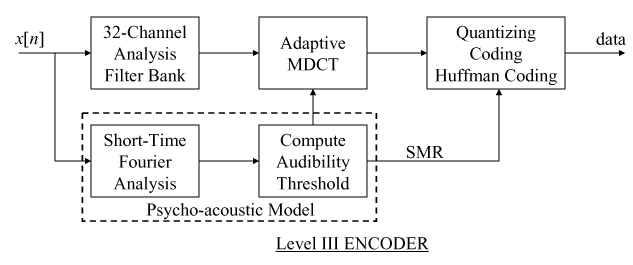 x[n]
32-Channel
Analysis
Filter Bank
Adaptive
MDCT
Quantizing
Coding
Huffman Coding
data
Short-Time
Fourier
Analysis
Compute
Audibility
Threshold
SMR
Psycho-acoustic Model
Level III ENCODER